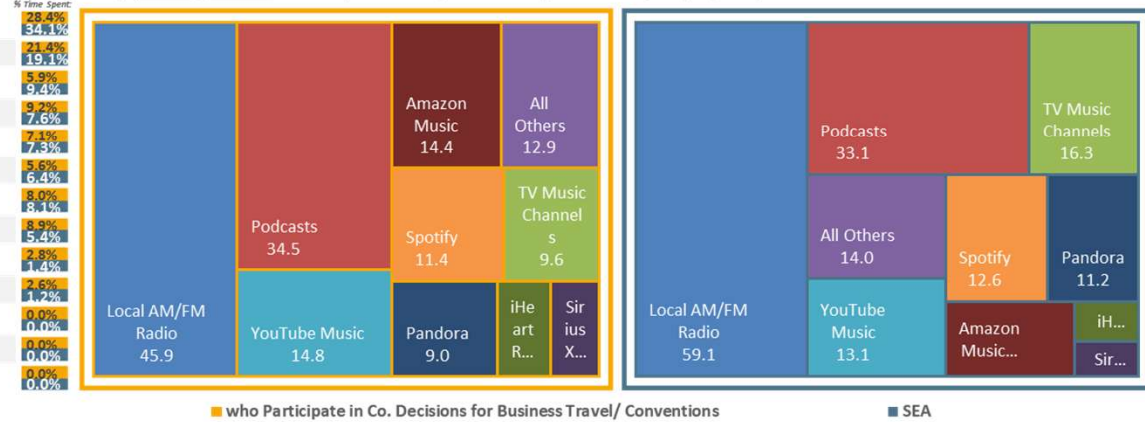 % Time Spent:
28.4%
34.1%
21.4%
19.1%
5.9%
9.4%
9.2%
7.6%
7.1%
7.3%
5.6%
6.4%
8.0%
8.1%
8.9%
5.4%
2.8%
1.4%
2.6%
1.2%
0.0%
0.0%
0.0%
0.0%
0.0%
0.0%
Local AM/FM
Radio
45.9
Podcasts
34.5
YouTube Music
14.8
Amazon
Music
14.4
All
Others
12.9
Spotify
11.4
TV Music
Channel
s
9.6
Pandora
9.0
iHe
art
R...
Sir
ius
X...
Local AM/FM
Radio
59.1
Podcasts
33.1
TV Music
Channels
16.3
All Others
14.0
YouTube
Music
13.1
Spotify
12.6
Pandora
11.2
Amazon
Music...
iH...
Sir...
who Participate in Co. Decisions for Business Travel/ Conventions
SEA